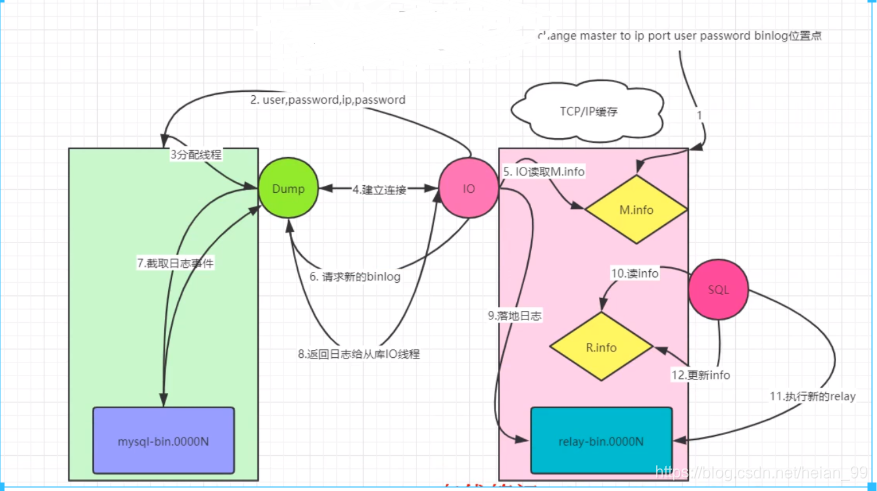 change master to ip port user password binlog位置点
2. user,password,ip,password
TCP/IP缓存
1
3分配线程
5. IO读取M.info
Dump
4.建立连接
IO
M.info
7.截取日志事件
6. 请求新的binlog
10.读info
SQL
9.落地日志
8.返回日志给从库IO线程
R.info
12.更新info
11.执行新的relay
mysql-bin.0000N
relay-bin.0000N
https://blog.csdn.net/helan_99